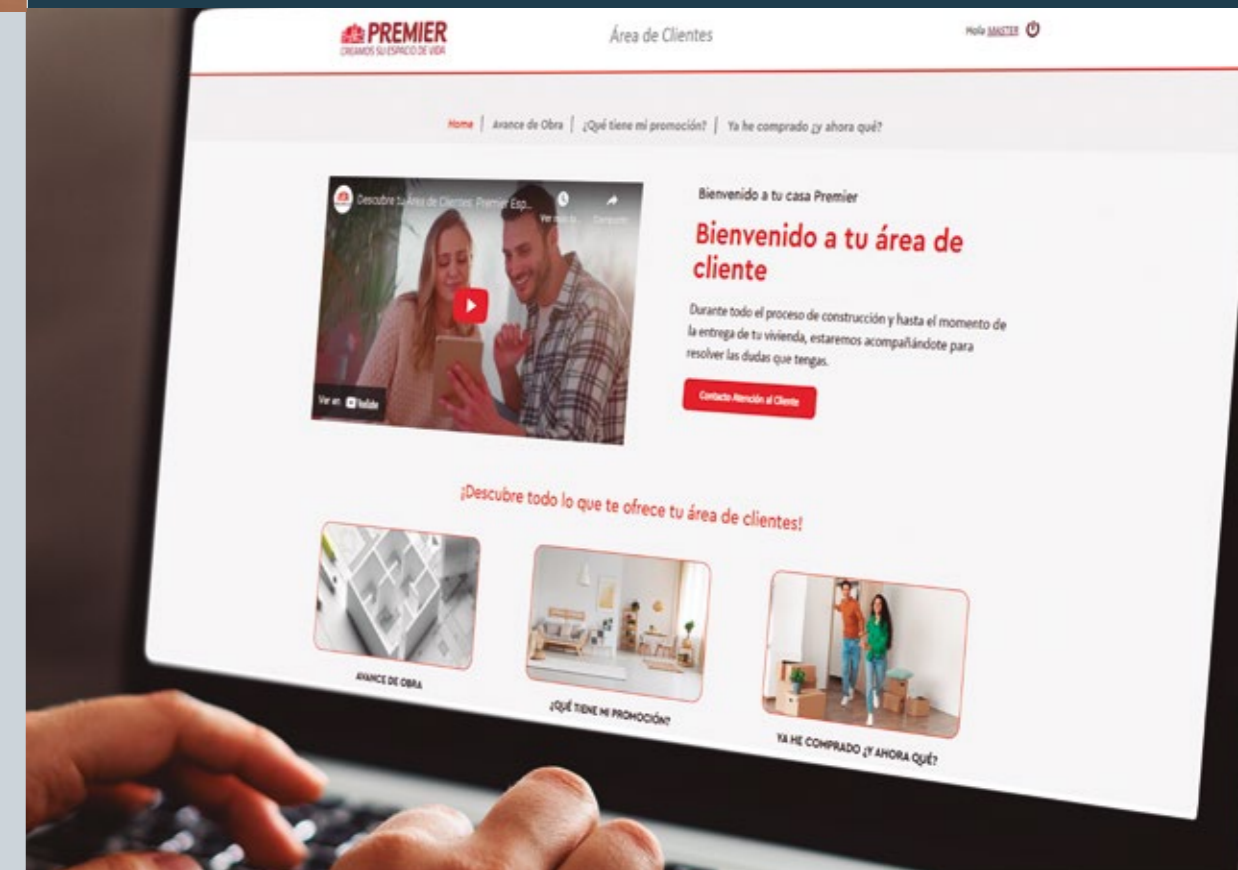 PREMIER
CREAMOS SU ESPACIO DE VIDA
Área de Clientes
Hola MASTER
Home | Avance de Obra | ¿Qué tiene mi promoción? | Ya he comprado ¿y ahora qué?
Descubre tu Área de Clientes: Premier Esp...
Ver más ta...
Compartir
Ver en YouTube
Bienvenido a tu casa Premier
Bienvenido a tu área de
cliente
Durante todo el proceso de construcción y hasta el momento de
la entrega de tu vivienda, estaremos acompañándote para
resolver las dudas que tengas.
Contacto Atención al Cliente
¡Descubre todo lo que te ofrece tu área de clientes!
AVANCE DE OBRA
¿QUÉ TIENE MI PROMOCIÓN?
YA HE COMPRADO ¿Y AHORA QUÉ?